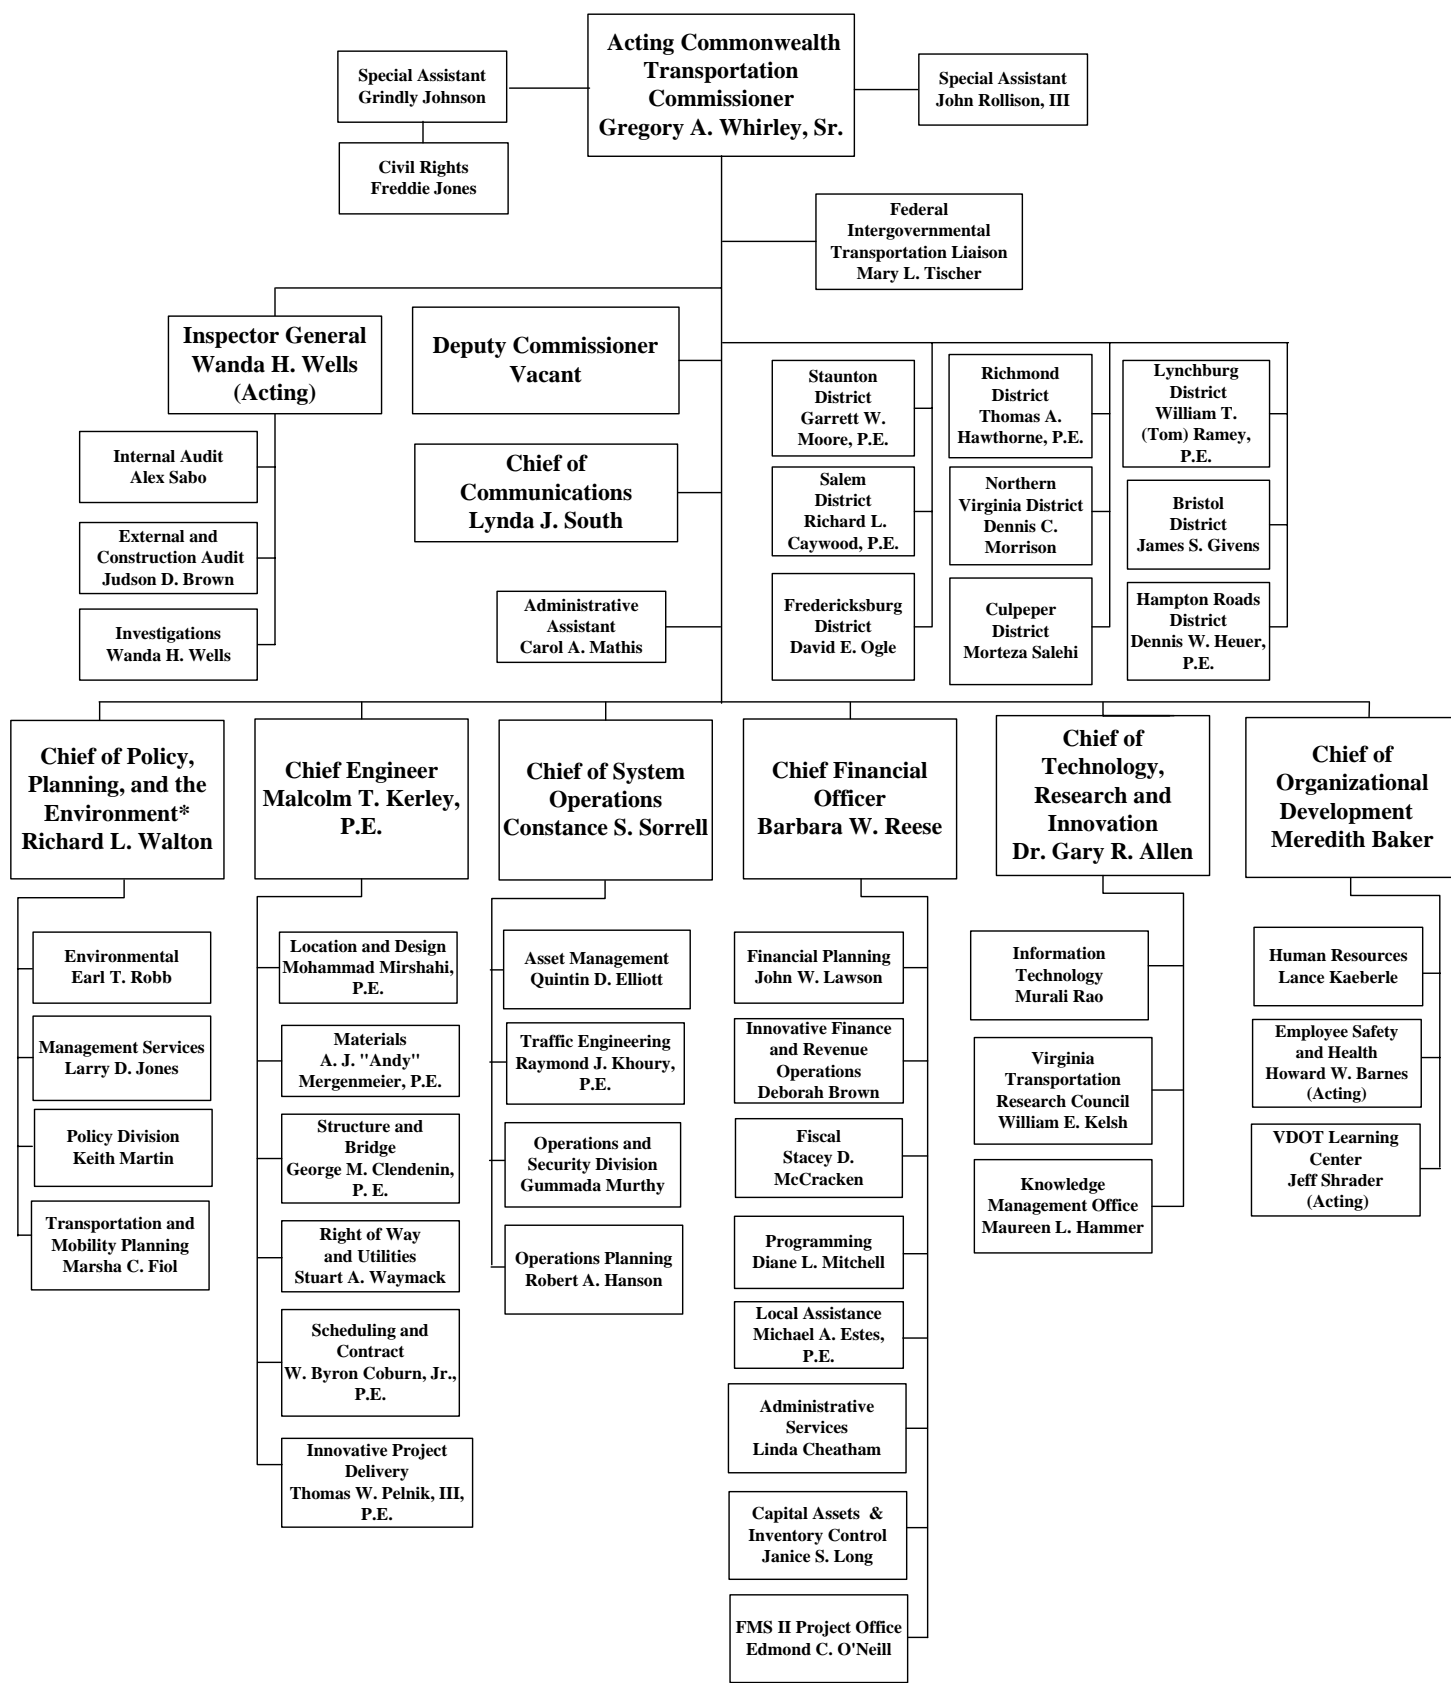 Acting Commonwealth
Transportation
Commissioner
Gregory A. Whirley, Sr.
Special Assistant
Grindly Johnson
Special Assistant
John Rollison, III
Civil Rights
Freddie Jones
Federal
Intergovernmental
Transportation Liaison
Mary L. Tischer
Inspector General
Wanda H. Wells
(Acting)
Deputy Commissioner
Vacant
Staunton
District
Garrett W.
Moore, P.E.
Richmond
District
Thomas A.
Hawthorne, P.E.
Lynchburg
District
William T.
(Tom) Ramey,
P.E.
Internal Audit
Alex Sabo
Chief of
Communications
Lynda J. South
Salem
District
Richard L.
Caywood, P.E.
Northern
Virginia District
Dennis C.
Morrison
Bristol
District
James S. Givens
External and
Construction Audit
Judson D. Brown
Administrative
Assistant
Carol A. Mathis
Fredericksburg
District
David E. Ogle
Culpeper
District
Morteza Salehi
Hampton Roads
District
Dennis W. Heuer,
P.E.
Investigations
Wanda H. Wells
Chief of Policy,
Planning, and the
Environment*
Richard L. Walton
Chief Engineer
Malcolm T. Kerley,
P.E.
Chief of System
Operations
Constance S. Sorrell
Chief Financial
Officer
Barbara W. Reese
Chief of
Technology,
Research and
Innovation
Dr. Gary R. Allen
Chief of
Organizational
Development
Meredith Baker
Environmental
Earl T. Robb
Management Services
Larry D. Jones
Policy Division
Keith Martin
Transportation and
Mobility Planning
Marsha C. Fiol
Location and Design
Mohammad Mirshahi,
P.E.
Materials
A. J. "Andy"
Mergenmeier, P.E.
Structure and
Bridge
George M. Clendenin,
P. E.
Right of Way
and Utilities
Stuart A. Waymack
Scheduling and
Contract
W. Byron Coburn, Jr.,
P.E.
Innovative Project
Delivery
Thomas W. Pelnik, III,
P.E.
Asset Management
Quintin D. Elliott
Traffic Engineering
Raymond J. Khoury,
P.E.
Operations and
Security Division
Gummada Murthy
Operations Planning
Robert A. Hanson
Financial Planning
John W. Lawson
Innovative Finance
and Revenue
Operations
Deborah Brown
Fiscal
Stacey D.
McCracken
Programming
Diane L. Mitchell
Local Assistance
Michael A. Estes,
P.E.
Administrative
Services
Linda Cheatham
Capital Assets &
Inventory Control
Janice S. Long
FMS II Project Office
Edmond C. O'Neill
Information
Technology
Murali Rao
Virginia
Transportation
Research Council
William E. Kelsh
Knowledge
Management Office
Maureen L. Hammer
Human Resources
Lance Kaeberle
Employee Safety
and Health
Howard W. Barnes
(Acting)
VDOT Learning
Center
Jeff Shrader
(Acting)